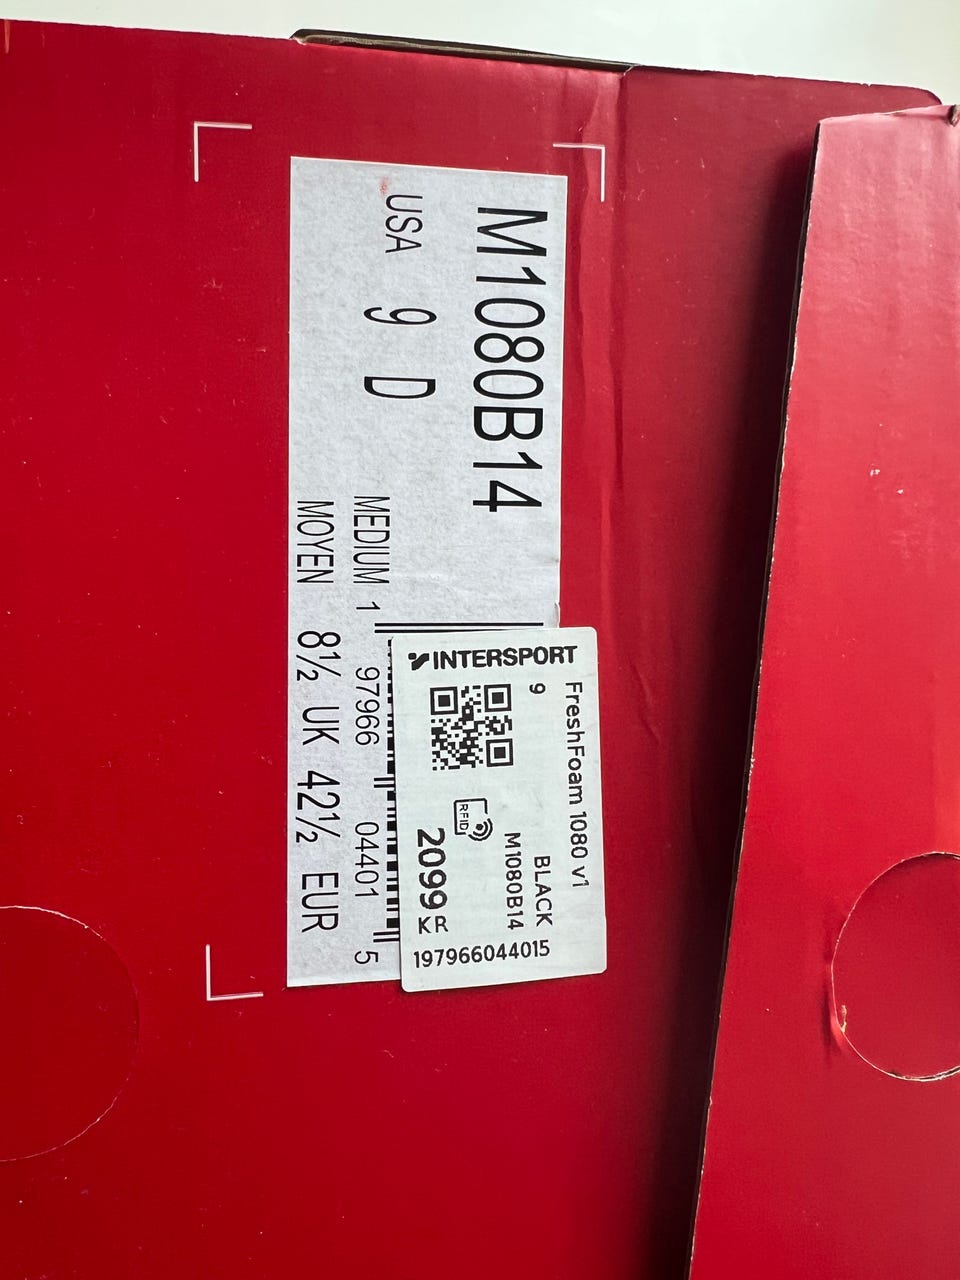 M1080B14
USA 9 D
MEDIUM 1 97966 04401 5
MOYEN 8½ UK 42½ EUR
FreshFoam 1080 v1
BLACK
9
M1080B14
INTERSPORT
RFID
2099 KR
197966044015